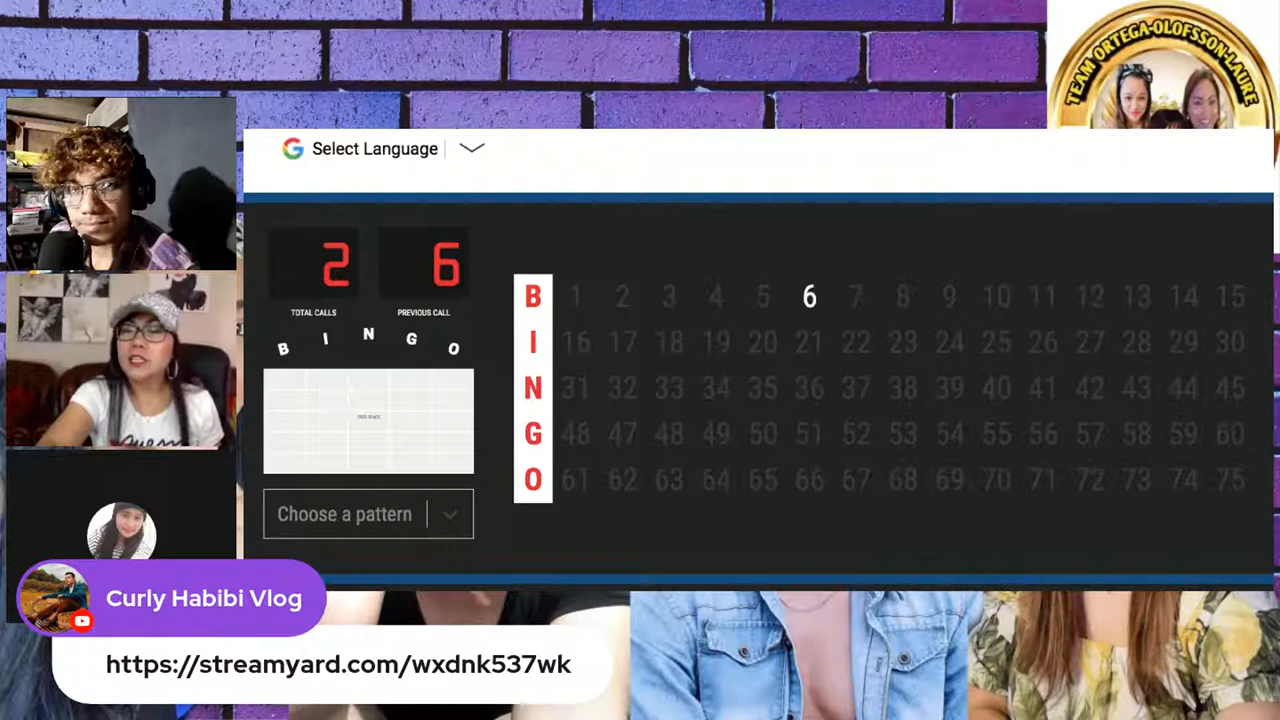 TEAM ORTEGA-OLOFSSON-LAURE
Select Language
2
6
TOTAL CALLS
PREVIOUS CALL
B I N G O
Choose a pattern
B 1 2 3 4 5 6 7 8 9 10 11 12 13 14 15
I 16 17 18 19 20 21 22 23 24 25 26 27 28 29 30
N 31 32 33 34 35 36 37 38 39 40 41 42 43 44 45
G 48 47 48 49 50 51 52 53 54 55 56 57 58 59 60
O 61 62 63 64 65 66 67 68 69 70 71 72 73 74 75
Curly Habibi Vlog
https://streamyard.com/wxdnk537wk